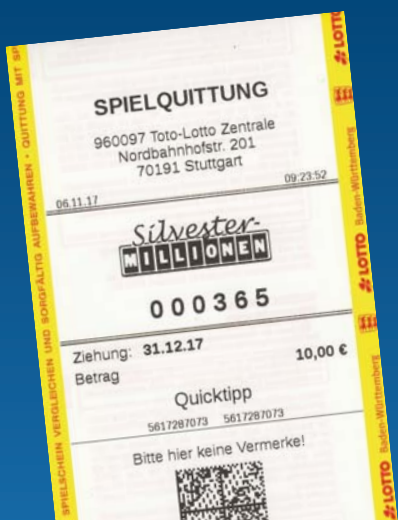 SPIELQUITTUNG
960097 Toto-Lotto Zentrale
Nordbahnhofstr. 201
70191 Stuttgart
06.11.17 09:23:52
Silvester-
MILLIONEN
000365
Ziehung: 31.12.17
Betrag 10,00 €
Quicktipp
5617287073 5617287073
Bitte hier keine Vermerke!
SPIELSCHEIN VERGLEICHEN UND SORGFÄLTIG AUFBEWAHREN • QUITTUNG MIT SP
LOTTO
LOTTO Baden-Württemberg
LOTTO Baden-Württemberg